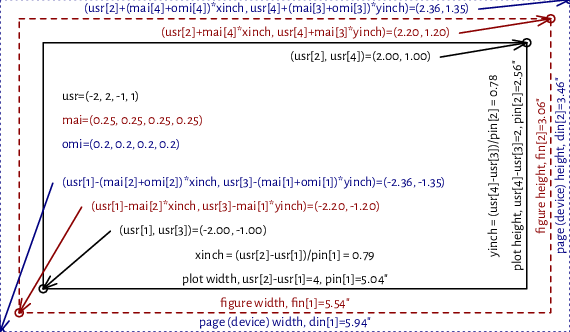 (usr[2]+(mai[4]+omi[4])*xinch, usr[4]+(mai[3]+omi[3])*yinch)=(2.36, 1.35)
(usr[2]+mai[4]*xinch, usr[4]+mai[3]*yinch)=(2.20, 1.20)
(usr[2], usr[4])=(2.00, 1.00)
usr=(-2, 2, -1, 1)
mai=(0.25, 0.25, 0.25, 0.25)
omi=(0.2, 0.2, 0.2, 0.2)
(usr[1]-(mai[2]+omi[2])*xinch, usr[3]-(mai[1]+omi[1])*yinch)=(-2.36, -1.35)
(usr[1]-mai[2]*xinch, usr[3]-mai[1]*yinch)=(-2.20, -1.20)
(usr[1], usr[3])=(-2.00, -1.00)
xinch = (usr[2]-usr[1])/pin[1] = 0.79
plot width, usr[2]-usr[1]=4, pin[1]=5.04"
figure width, fin[1]=5.54"
page (device) width, din[1]=5.94"
yinch = (usr[4]-usr[3])/pin[2] = 0.78
plot height, usr[4]-usr[3]=2, pin[2]=2.56"
figure height, fin[2]=3.06"
page (device) height, din[2]=3.46"